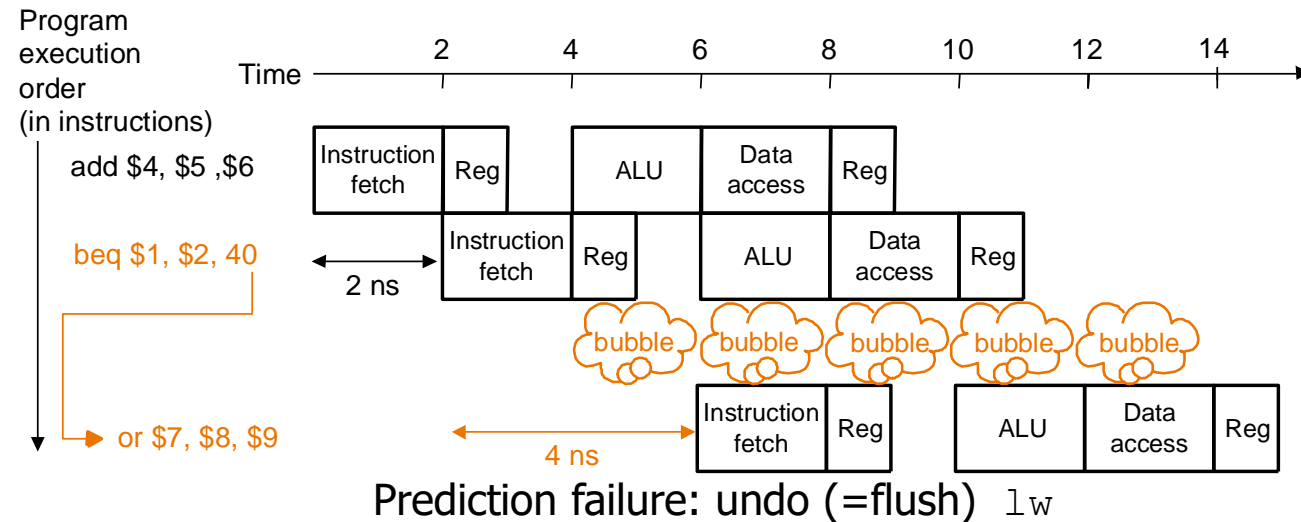 Program
execution
order
(in instructions)
Time
2 4 6 8 10 12 14
add $4, $5 ,$6
Instruction
fetch
Reg
ALU
Data
access
Reg
beq $1, $2, 40
2 ns
Instruction
fetch
Reg
ALU
Data
access
Reg
bubble bubble bubble bubble bubble
or $7, $8, $9
4 ns
Instruction
fetch
Reg
ALU
Data
access
Reg
Prediction failure: undo (=flush) lw